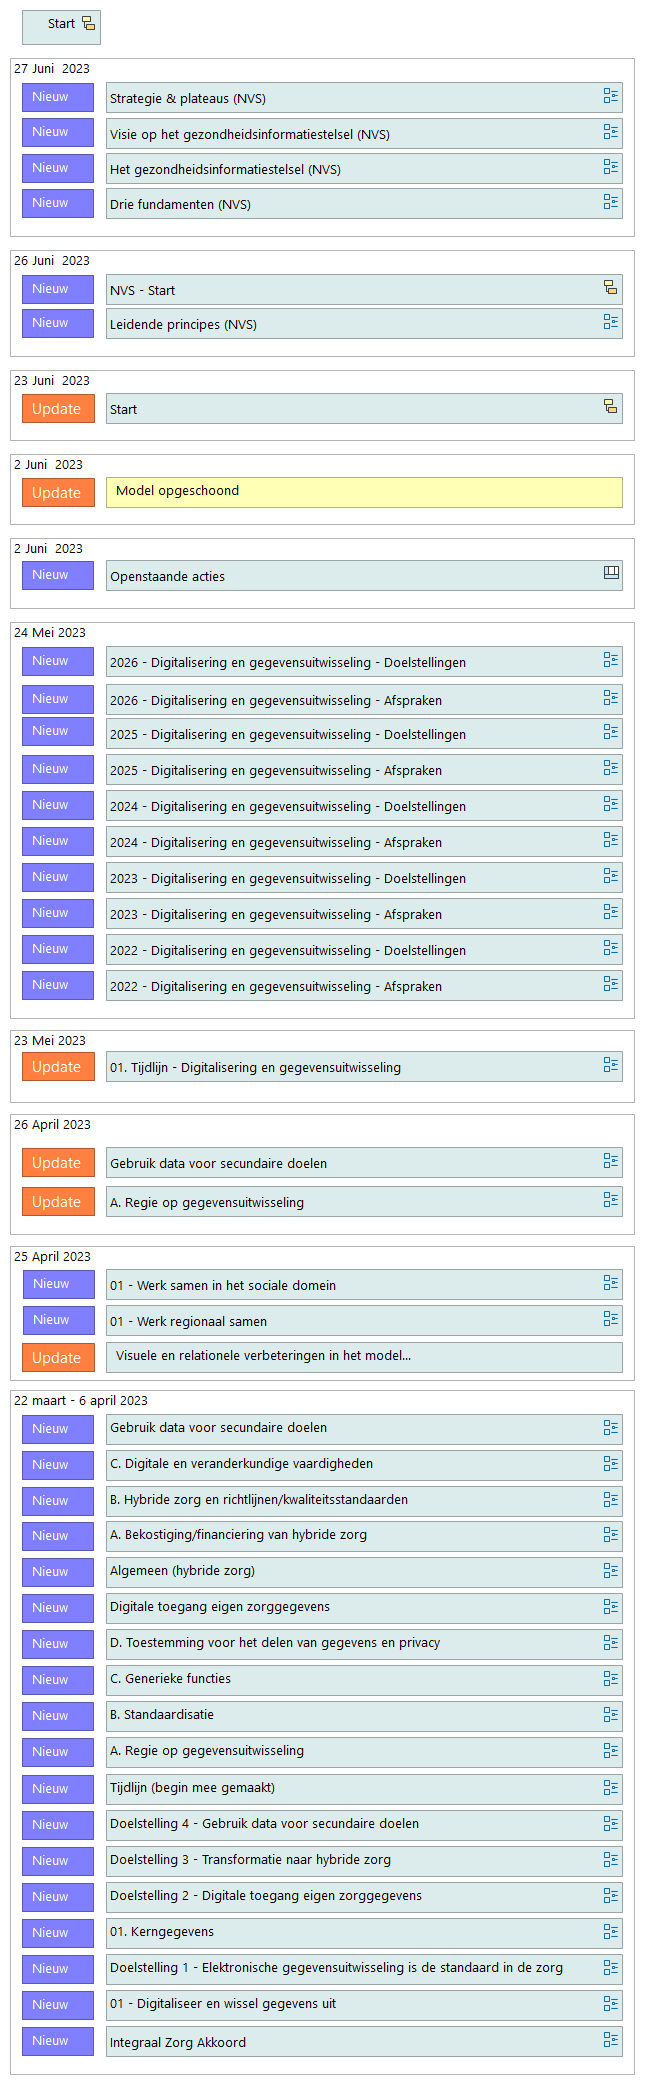 Start
27 Juni  2023
Nieuw Strategie & plateaus (NVS)
Nieuw Visie op het gezondheidsinformatiestelsel (NVS)
Nieuw Het gezondheidsinformatiestelsel (NVS)
Nieuw Drie fundamenten (NVS)
26 Juni  2023
Nieuw NVS - Start
Nieuw Leidende principes (NVS)
23 Juni  2023
Update Start
2 Juni  2023
Update Model opgeschoond
2 Juni  2023
Nieuw Openstaande acties
24 Mei 2023
Nieuw 2026 - Digitalisering en gegevensuitwisseling - Doelstellingen
Nieuw 2026 - Digitalisering en gegevensuitwisseling - Afspraken
Nieuw 2025 - Digitalisering en gegevensuitwisseling - Doelstellingen
Nieuw 2025 - Digitalisering en gegevensuitwisseling - Afspraken
Nieuw 2024 - Digitalisering en gegevensuitwisseling - Doelstellingen
Nieuw 2024 - Digitalisering en gegevensuitwisseling - Afspraken
Nieuw 2023 - Digitalisering en gegevensuitwisseling - Doelstellingen
Nieuw 2023 - Digitalisering en gegevensuitwisseling - Afspraken
Nieuw 2022 - Digitalisering en gegevensuitwisseling - Doelstellingen
Nieuw 2022 - Digitalisering en gegevensuitwisseling - Afspraken
23 Mei 2023
Update 01. Tijdlijn - Digitalisering en gegevensuitwisseling
26 April 2023
Update Gebruik data voor secundaire doelen
Update A. Regie op gegevensuitwisseling
25 April 2023
Nieuw 01 - Werk samen in het sociale domein
Nieuw 01 - Werk regionaal samen
Update Visuele en relationele verbeteringen in het model...
22 maart - 6 april 2023
Nieuw Gebruik data voor secundaire doelen
Nieuw C. Digitale en veranderkundige vaardigheden
Nieuw B. Hybride zorg en richtlijnen/kwaliteitsstandaarden
Nieuw A. Bekostiging/financiering van hybride zorg
Nieuw Algemeen (hybride zorg)
Nieuw Digitale toegang eigen zorggegevens
Nieuw D. Toestemming voor het delen van gegevens en privacy
Nieuw C. Generieke functies
Nieuw B. Standaardisatie
Nieuw A. Regie op gegevensuitwisseling
Nieuw Tijdlijn (begin mee gemaakt)
Nieuw Doelstelling 4 - Gebruik data voor secundaire doelen
Nieuw Doelstelling 3 - Transformatie naar hybride zorg
Nieuw Doelstelling 2 - Digitale toegang eigen zorggegevens
Nieuw 01. Kerngegevens
Nieuw Doelstelling 1 - Elektronische gegevensuitwisseling is de standaard in de zorg
Nieuw 01 - Digitaliseer en wissel gegevens uit
Nieuw Integraal Zorg Akkoord